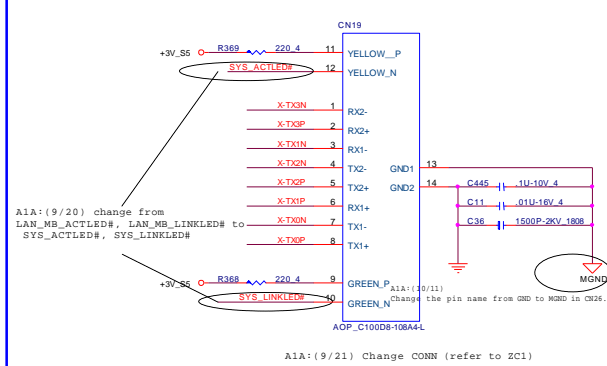 CN19
+3V_S5 R369 220_4 11 YELLOW__P
SYS_ACTLED# 12 YELLOW_N
X-TX3N 1 RX2-
X-TX3P 2 RX2+
X-TX1N 3 RX1-
X-TX2N 4 TX2- GND1 13
X-TX2P 5 TX2+ GND2 14 C445 .1U-10V_4
X-TX1P 6 RX1+ C11 .01U-16V_4
X-TX0N 7 TX1- C36 1500P-2KV_1808
X-TX0P 8 TX1+
A1A:(9/20) change from
LAN_MB_ACTLED#, LAN_MB_LINKLED# to
SYS_ACTLED#, SYS_LINKLED#
+3V_S5 R368 220_4 9 GREEN_P
SYS_LINKLED# 10 GREEN_N
MGND
A1A:(10/11)
Change the pin name from GND to MGND in CN26.
AOP_C100D8-108A4-L
A1A:(9/21) Change CONN (refer to ZC1)